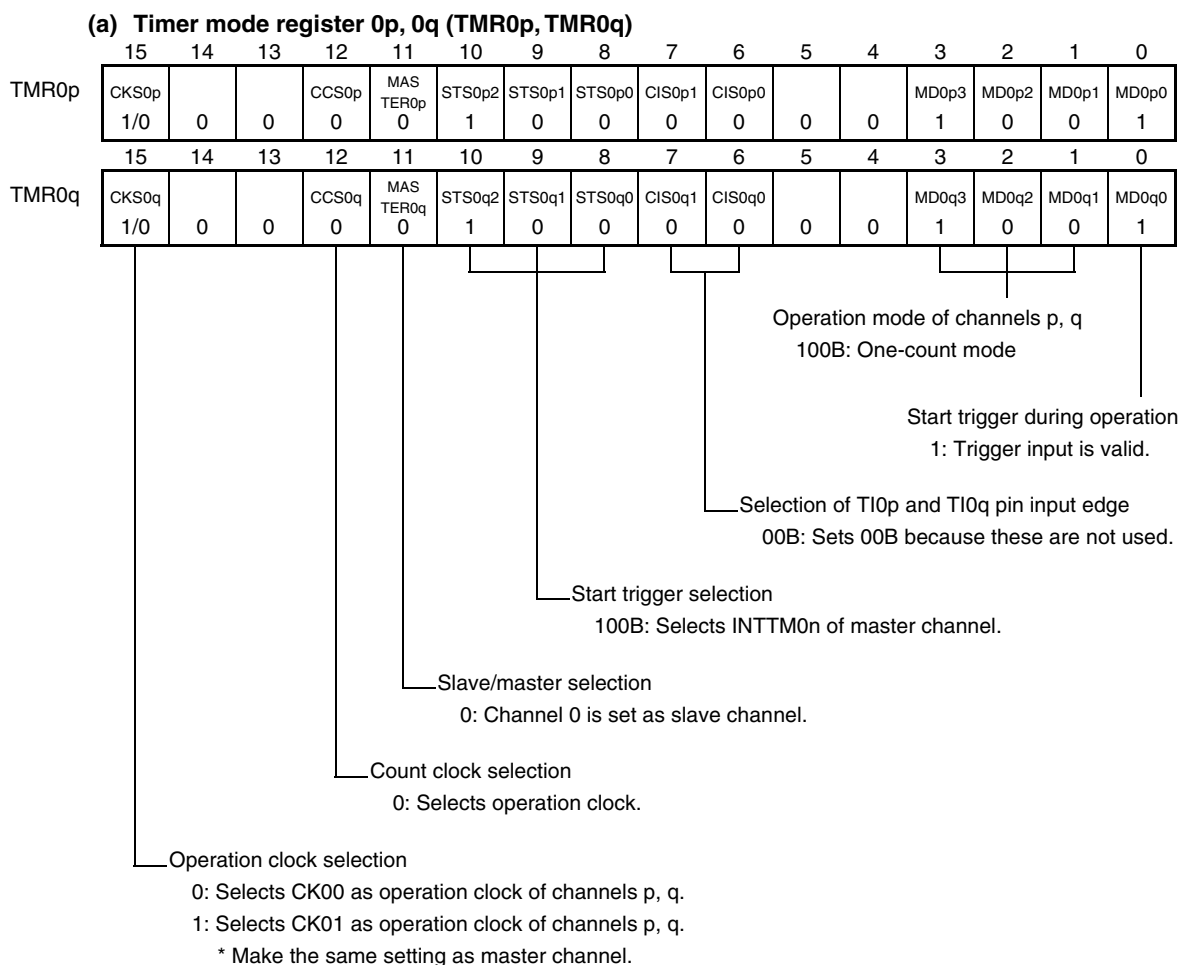 (a) Timer mode register 0p, 0q (TMR0p, TMR0q)
15 14 13 12 11 10 9 8 7 6 5 4 3 2 1 0
TMR0p CKS0p CCS0p MAS TER0p STS0p2 STS0p1 STS0p0 CIS0p1 CIS0p0 MD0p3 MD0p2 MD0p1 MD0p0
1/0 0 0 0 0 1 0 0 0 0 0 0 1 0 0 1
15 14 13 12 11 10 9 8 7 6 5 4 3 2 1 0
TMR0q CKS0q CCS0q MAS TER0q STS0q2 STS0q1 STS0q0 CIS0q1 CIS0q0 MD0q3 MD0q2 MD0q1 MD0q0
1/0 0 0 0 0 1 0 0 0 0 0 0 1 0 0 1
Operation mode of channels p, q
100B: One-count mode
Start trigger during operation
1: Trigger input is valid.
Selection of TI0p and TI0q pin input edge
00B: Sets 00B because these are not used.
Start trigger selection
100B: Selects INTTM0n of master channel.
Slave/master selection
0: Channel 0 is set as slave channel.
Count clock selection
0: Selects operation clock.
Operation clock selection
0: Selects CK00 as operation clock of channels p, q.
1: Selects CK01 as operation clock of channels p, q.
* Make the same setting as master channel.